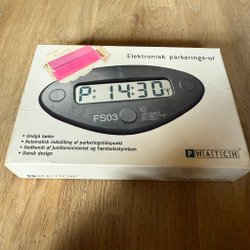 Elektronisk parkerings-ur
P: 14:30
FS03
• Undgå bøder
• Automatisk indstilling af parkeringstidspunkt
• Godkendt af Justitsministeriet og Færdselsstyrelsen
• Dansk design
PWATCH